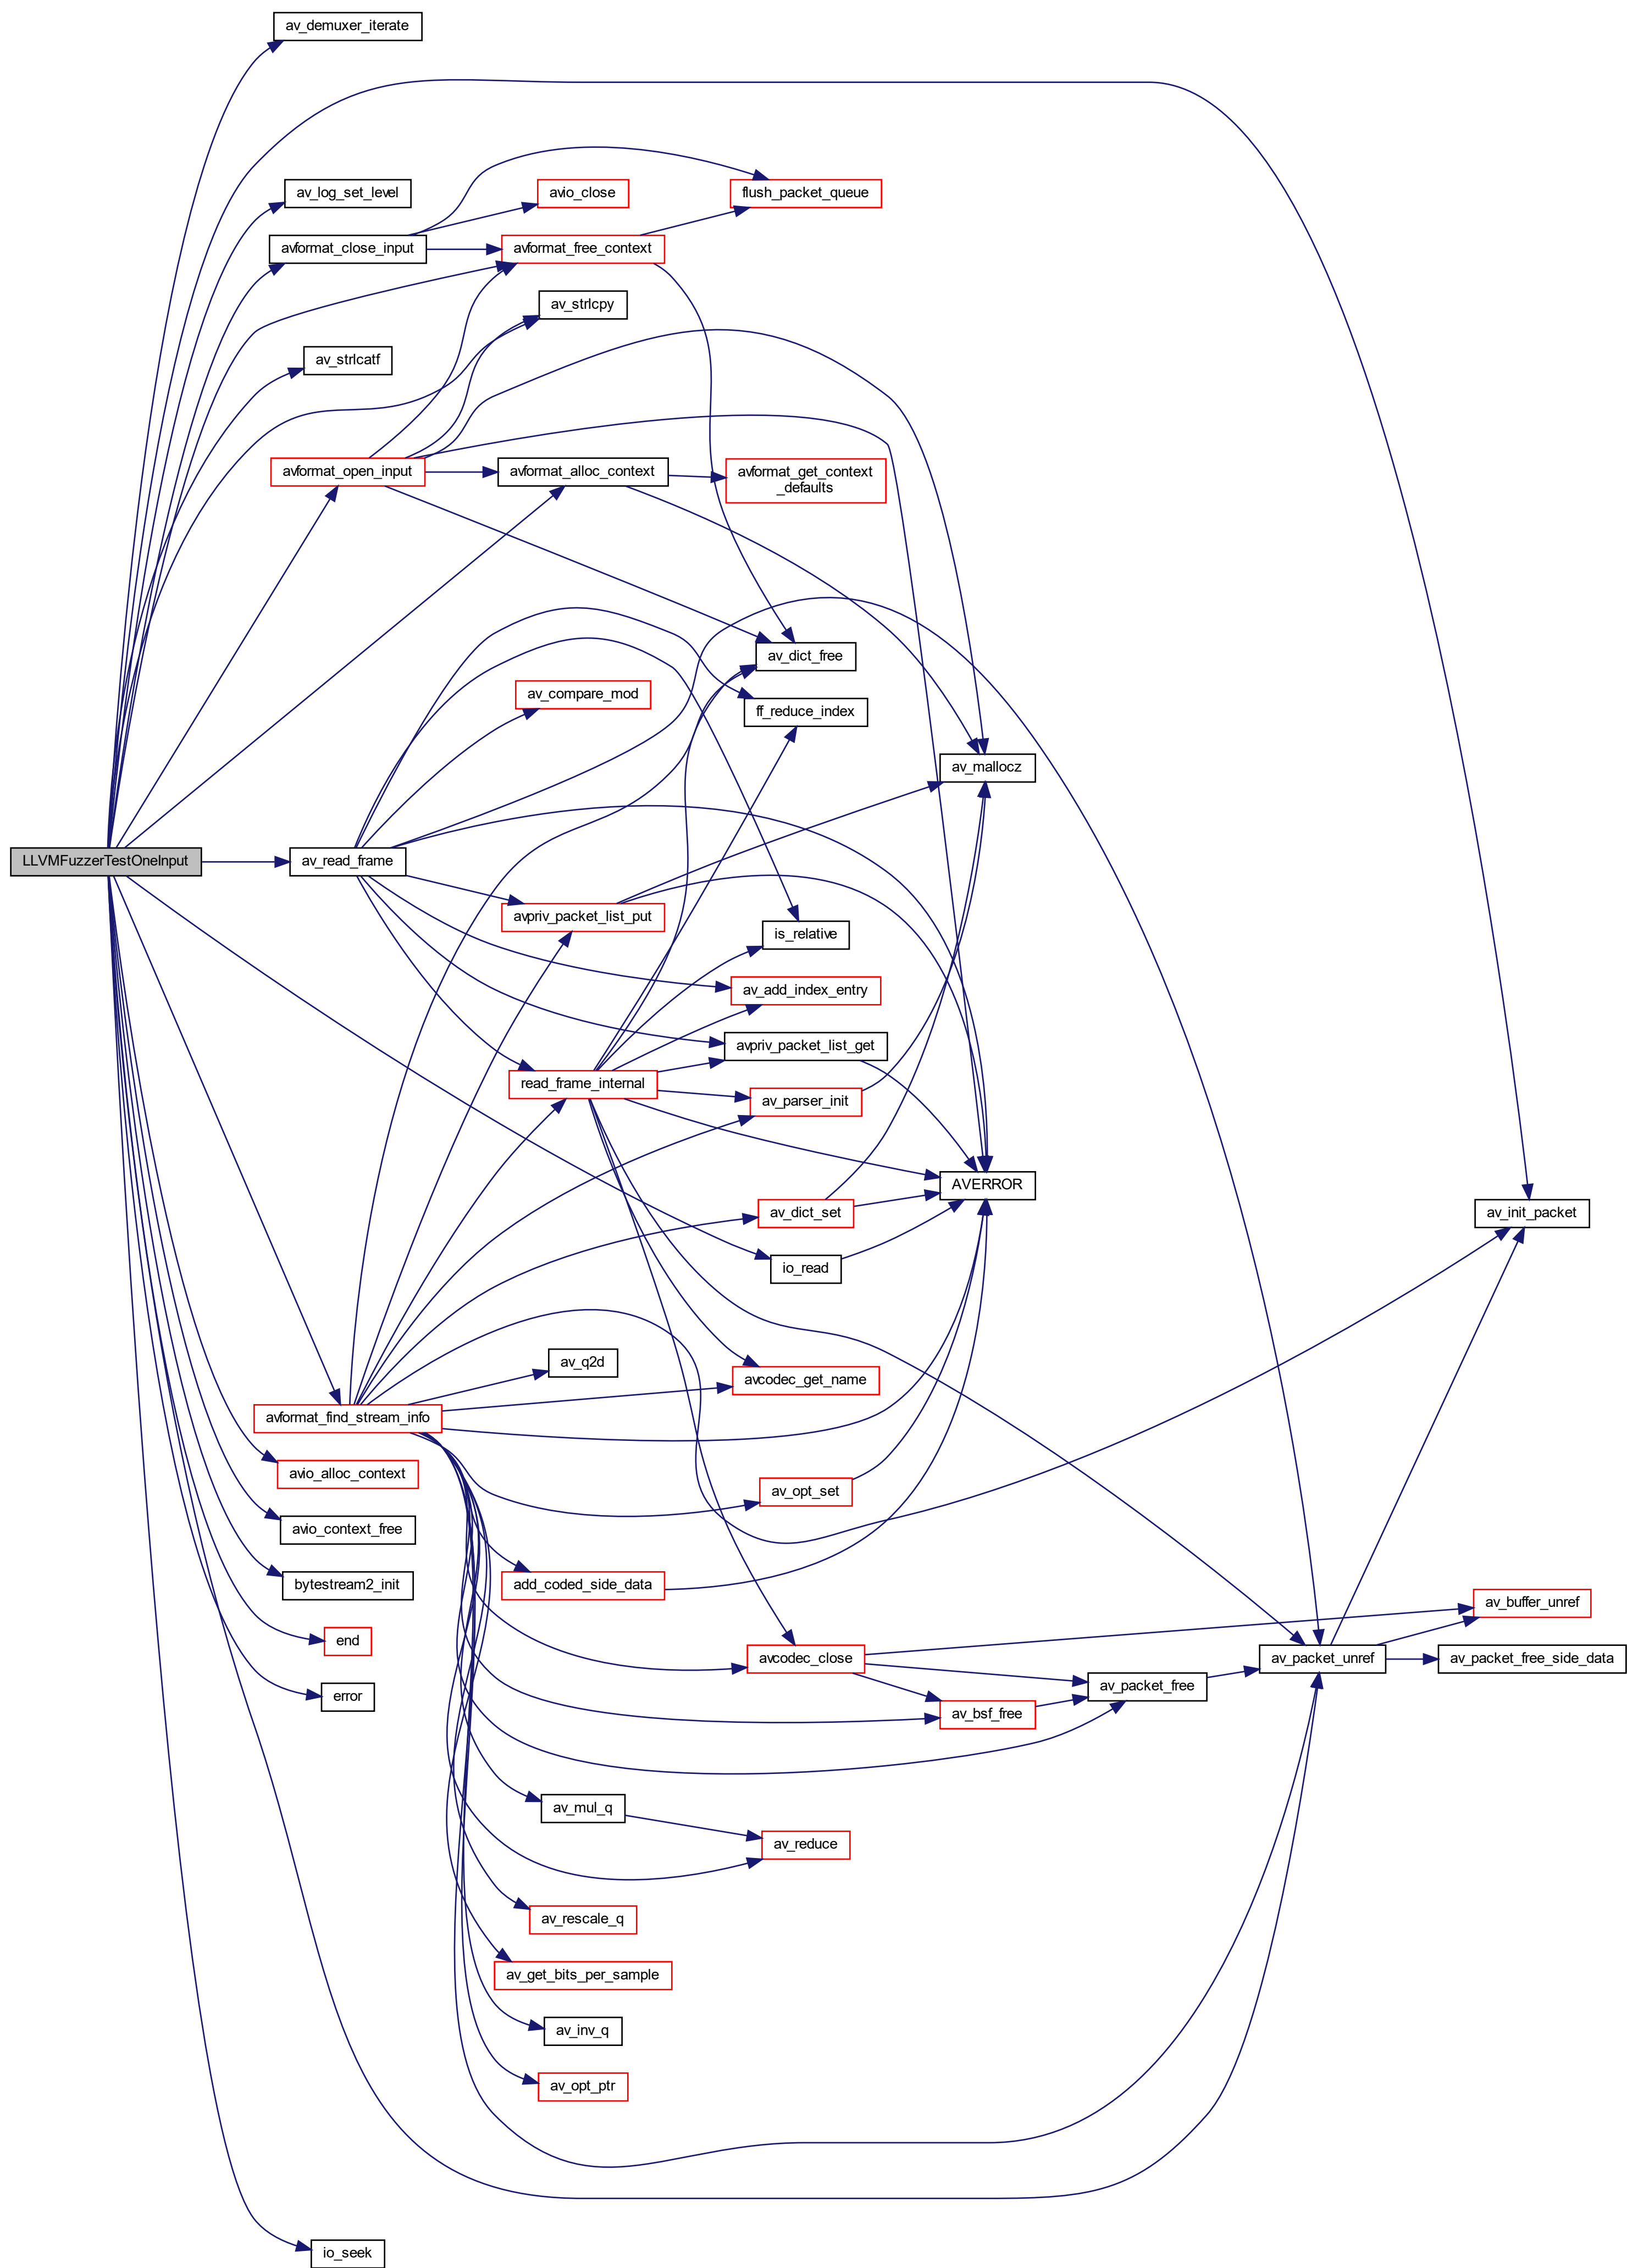 av_demuxer_iterate
av_log_set_level
avio_close
flush_packet_queue
avformat_close_input
avformat_free_context
av_strlcpy
av_strlcatf
avformat_open_input
avformat_alloc_context
avformat_get_context
_defaults
av_dict_free
av_compare_mod
ff_reduce_index
av_mallocz
LLVMFuzzerTestOneInput
av_read_frame
avpriv_packet_list_put
is_relative
av_add_index_entry
avpriv_packet_list_get
read_frame_internal
av_parser_init
AVERROR
av_dict_set
av_init_packet
io_read
av_q2d
avcodec_get_name
avformat_find_stream_info
avio_alloc_context
av_opt_set
avio_context_free
bytestream2_init
add_coded_side_data
av_buffer_unref
end
avcodec_close
av_packet_unref
av_packet_free_side_data
av_packet_free
error
av_bsf_free
av_mul_q
av_reduce
av_rescale_q
av_get_bits_per_sample
av_inv_q
av_opt_ptr
io_seek